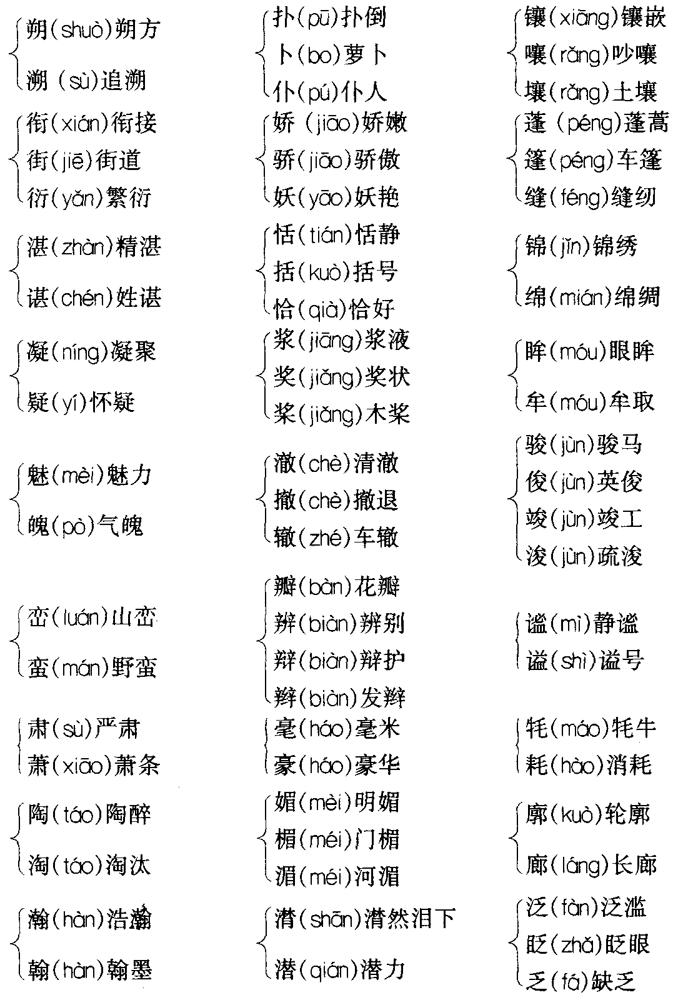 朔(shuò)朔方
溯(sù)追溯
扑(pū)扑倒
卜(bo)萝卜
仆(pú)仆人
镶(xiāng)镶嵌
嚷(rǎng)吵嚷
壤(rǎng)土壤
衔(xián)衔接
街(jiē)街道
衍(yǎn)繁衍
娇(jiāo)娇嫩
骄(jiāo)骄傲
妖(yāo)妖艳
蓬(péng)蓬蒿
篷(péng)车篷
缝(féng)缝纫
湛(zhàn)精湛
谌(chén)姓谌
恬(tián)恬静
括(kuò)括号
恰(qià)恰好
锦(jǐn)锦绣
绵(mián)绵绸
凝(níng)凝聚
疑(yí)怀疑
浆(jiāng)浆液
奖(jiǎng)奖状
桨(jiǎng)木桨
眸(móu)眼眸
牟(móu)牟取
魅(mèi)魅力
魄(pò)气魄
澈(chè)清澈
撤(chè)撤退
辙(zhé)车辙
骏(jùn)骏马
俊(jùn)英俊
竣(jùn)竣工
浚(jùn)疏浚
峦(luán)山峦
蛮(mán)野蛮
瓣(bàn)花瓣
辨(biàn)辨别
辩(biàn)辩护
辫(biàn)发辫
谧(mì)静谧
谥(shì)谥号
肃(sù)严肃
萧(xiāo)萧条
毫(háo)毫米
豪(háo)豪华
牦(máo)牦牛
耗(hào)消耗
陶(táo)陶醉
淘(táo)淘汰
媚(mèi)明媚
楣(méi)门楣
湄(méi)河湄
廓(kuò)轮廓
廊(láng)长廊
瀚(hàn)浩瀚
翰(hàn)翰墨
潸(shān)潸然泪下
潜(qián)潜力
泛(fàn)泛滥
眨(zhǎ)眨眼
乏(fá)缺乏